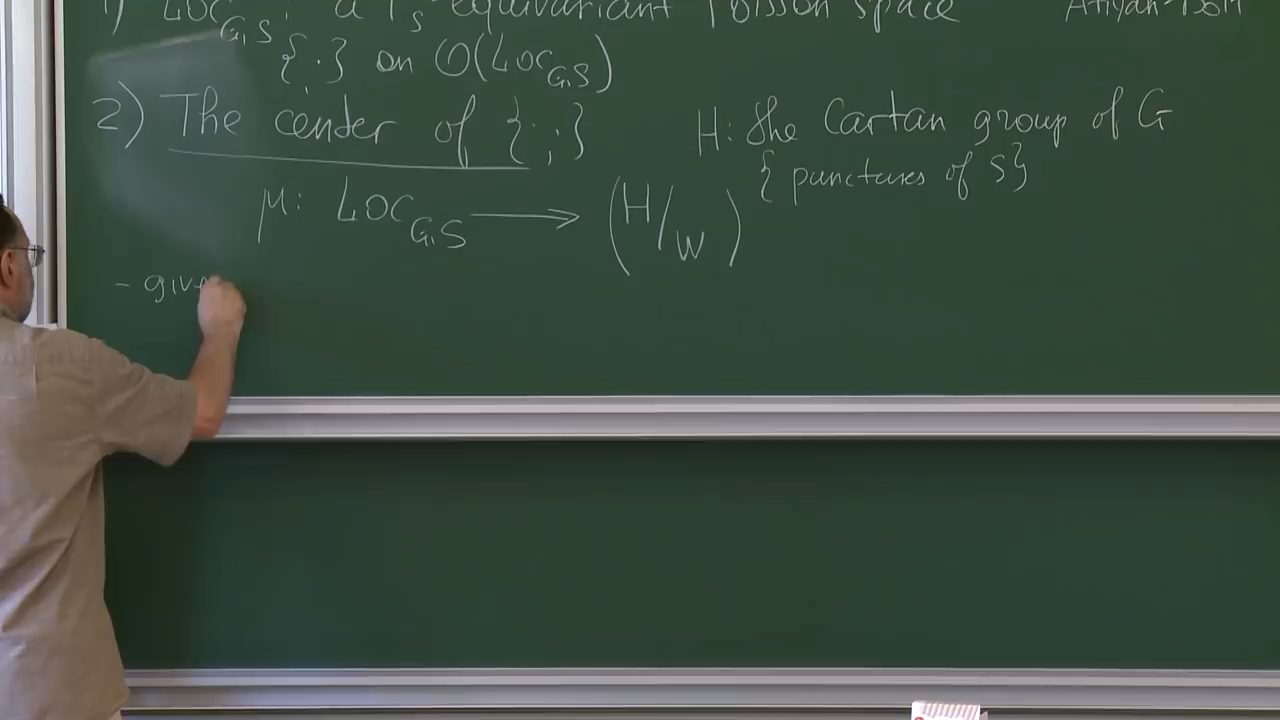 1) LOC_{G,S} : a Γ_S-equivariant Poisson space Atiyah-Bott
{ , } on O(LOC_{G,S})
2) The center of { , }
H: the Cartan group of G
μ: LOC_{G,S} ⟶ (H/W)^{punctures of S}
- give